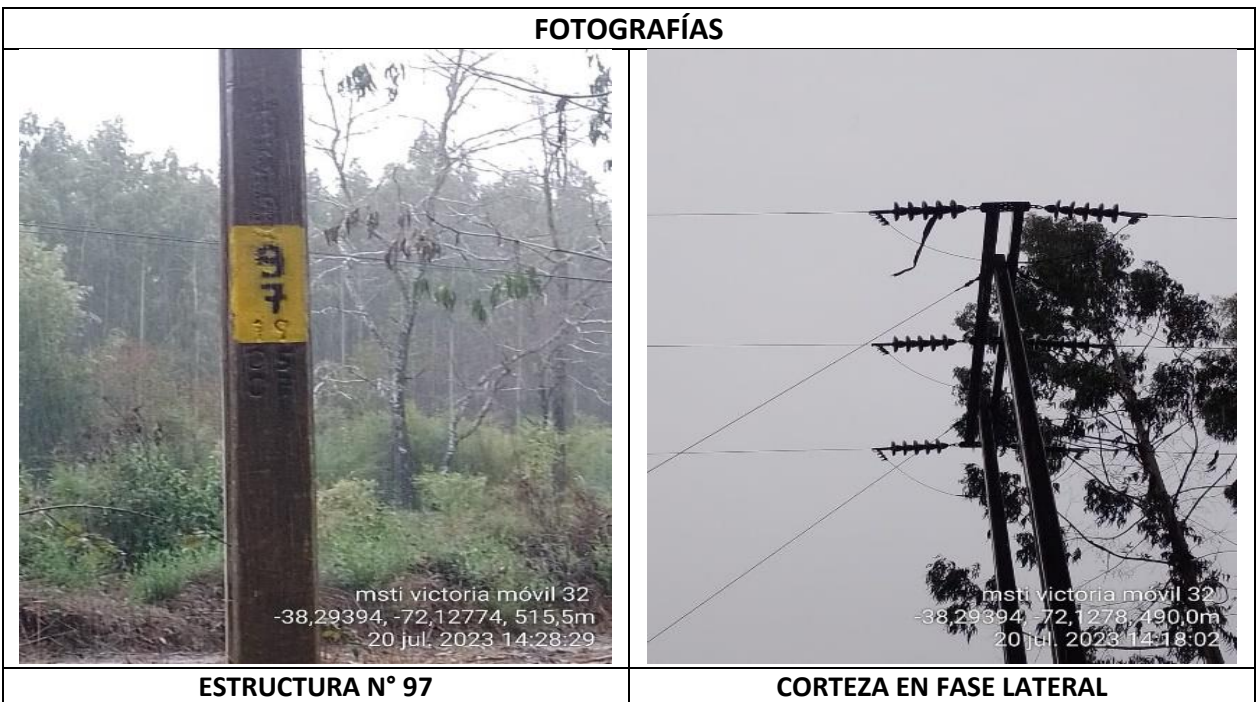 FOTOGRAFÍAS
97
msti victoria móvil 32
-38,29394, -72,12774, 515,5m
20 jul. 2023 14:28:29
msti victoria móvil 32
-38,29394, -72,1278, 490,0m
20 jul. 2023 14:18:02
ESTRUCTURA N° 97
CORTEZA EN FASE LATERAL